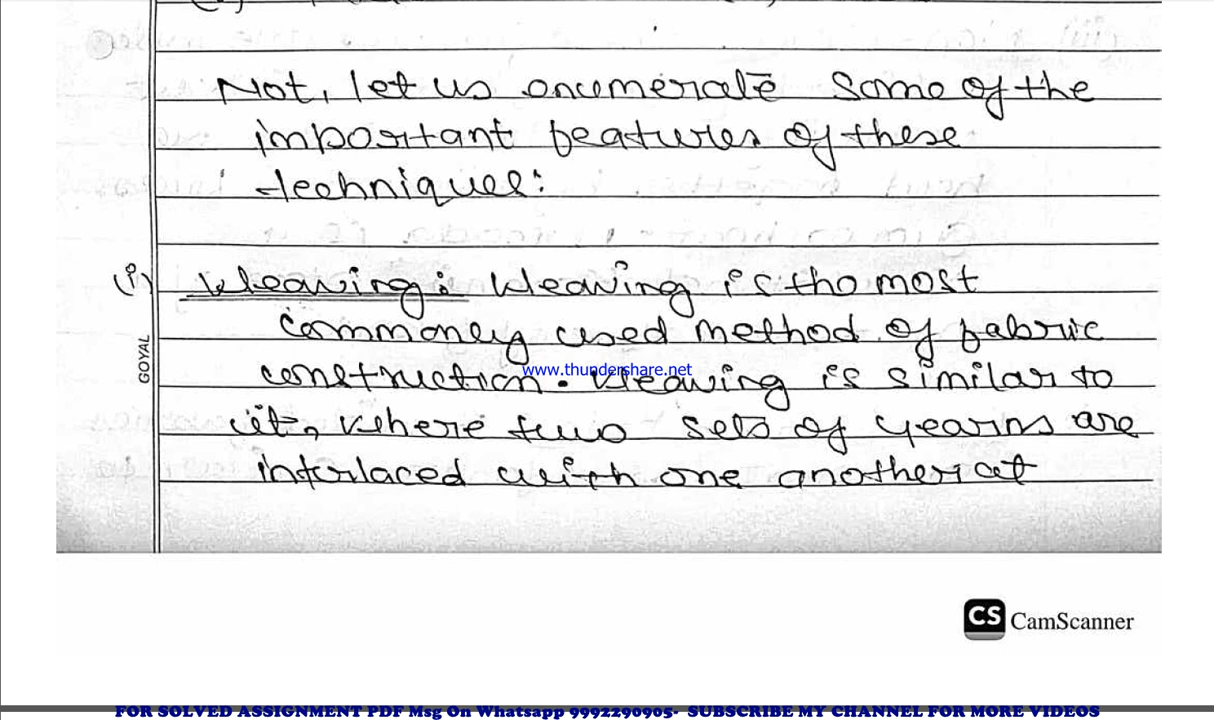 Not, let us enumerate some of the
important features of these
techniques:
(i) Weaving: Weaving is the most
commonly used method of fabric
GOYAL
www.thundershare.net
construction. Weaving is similar to
it, where two sets of yearns are
interlaced with one another at
CS CamScanner
FOR SOLVED ASSIGNMENT PDF Msg On Whatsapp 9992290905- SUBSCRIBE MY CHANNEL FOR MORE VIDEOS